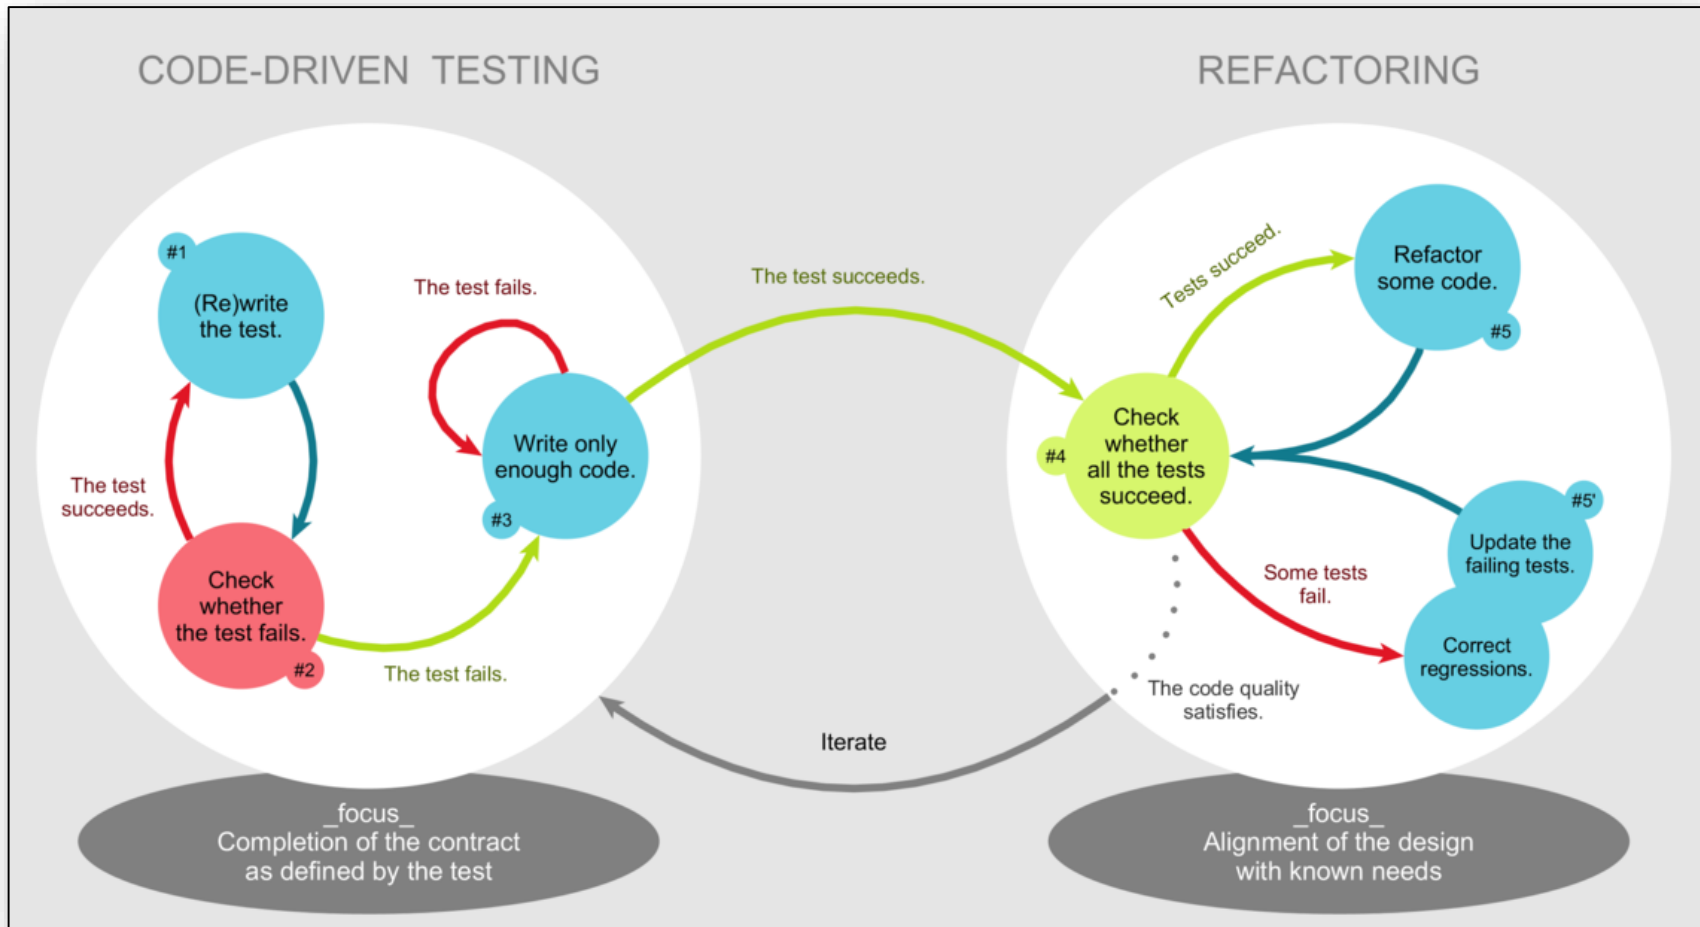 CODE-DRIVEN TESTING
#1
(Re)write
the test.
The test
succeeds.
Check
whether
the test fails.
#2
The test fails.
The test fails.
Write only
enough code.
#3
The test succeeds.
Iterate
_focus_
Completion of the contract
as defined by the test
REFACTORING
#4
Check
whether
all the tests
succeed.
Tests succeed.
Refactor
some code.
#5
Some tests
fail.
#5'
Update the
failing tests.
Correct
regressions.
The code quality
satisfies.
_focus_
Alignment of the design
with known needs